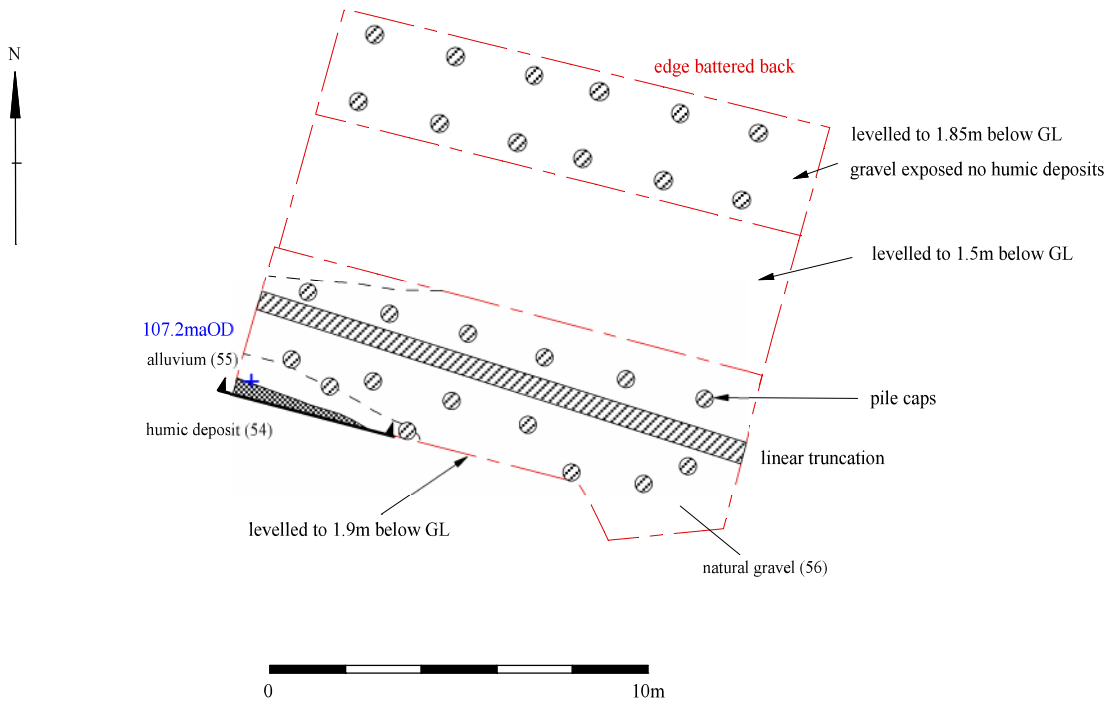 N
edge battered back
levelled to 1.85m below GL
gravel exposed no humic deposits
levelled to 1.5m below GL
107.2maOD
alluvium (55)
pile caps
humic deposit (54)
linear truncation
levelled to 1.9m below GL
natural gravel (56)
0
10m